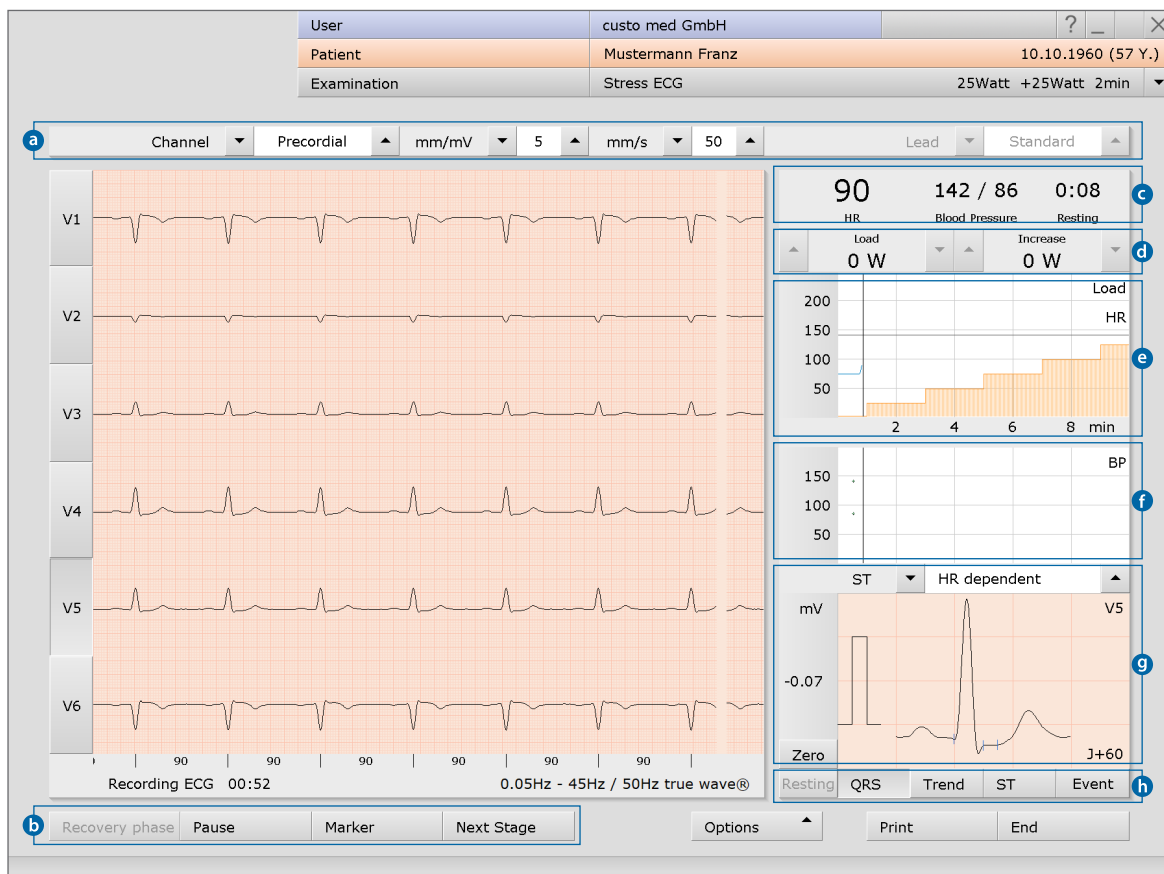 User custo med GmbH ? _
Patient Mustermann Franz 10.10.1960 (57 Y.)
Examination Stress ECG 25Watt +25Watt 2min
a Channel Precordial mm/mV 5 mm/s 50 Lead Standard
90 142 / 86 0:08 c
HR Blood Pressure Resting
Load Increase d
0 W 0 W
Load
HR
200
150
100 e
50
2 4 6 8 min
BP
150
100 f
50
ST HR dependent
mV V5
g
-0.07
Zero J+60
Resting QRS Trend ST Event h
V1
V2
V3
V4
V5
V6
90 90 90 90 90 90 90
Recording ECG 00:52 0.05Hz - 45Hz / 50Hz true wave®
b Recovery phase Pause Marker Next Stage Options Print End